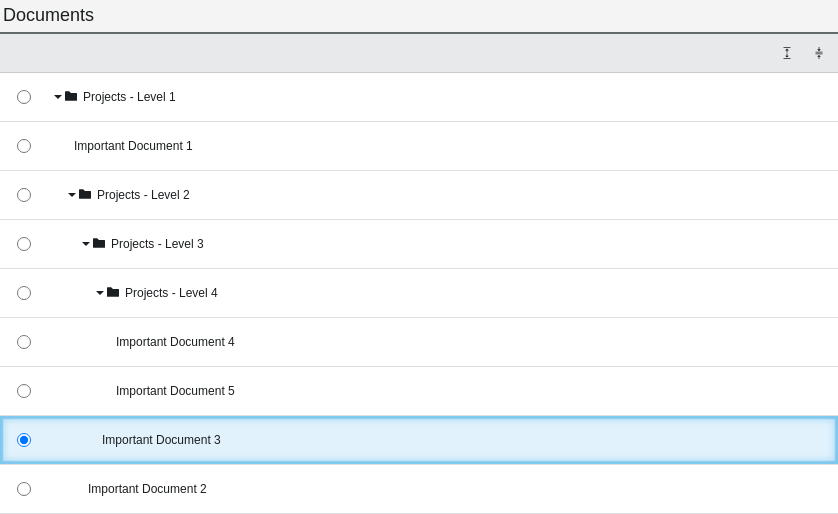 Documents
Projects - Level 1
Important Document 1
Projects - Level 2
Projects - Level 3
Projects - Level 4
Important Document 4
Important Document 5
Important Document 3
Important Document 2